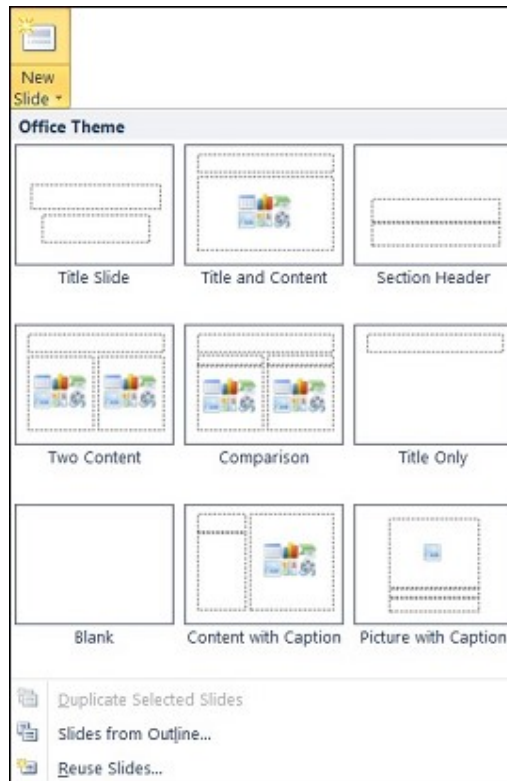 New
Slide
Office Theme
Title Slide Title and Content Section Header
Two Content Comparison Title Only
Blank Content with Caption Picture with Caption
Duplicate Selected Slides
Slides from Outline...
Reuse Slides...